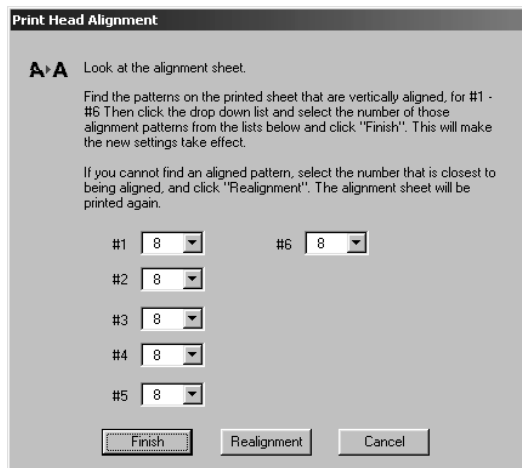 Print Head Alignment
A A Look at the alignment sheet.
Find the patterns on the printed sheet that are vertically aligned, for #1 -
#6 Then click the drop down list and select the number of those
alignment patterns from the lists below and click "Finish". This will make
the new settings take effect.
If you cannot find an aligned pattern, select the number that is closest to
being aligned, and click "Realignment". The alignment sheet will be
printed again.
#1 8 #6 8
#2 8
#3 8
#4 8
#5 8
Finish Realignment Cancel